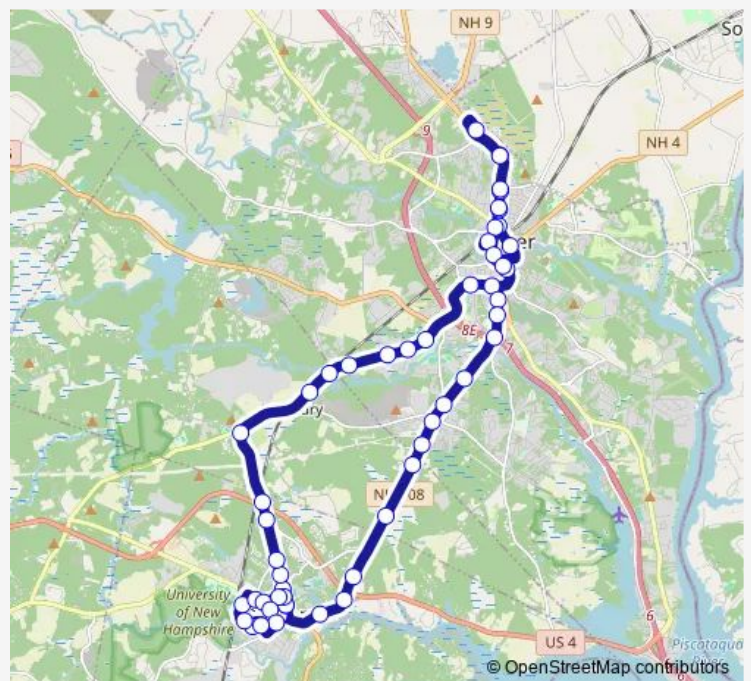 NH 9
So
9
NH 4
er
8E
7
ury
NH 108
University
of New
Hampshire
6
US 4
Piscataqua
© OpenStreetMap contributors